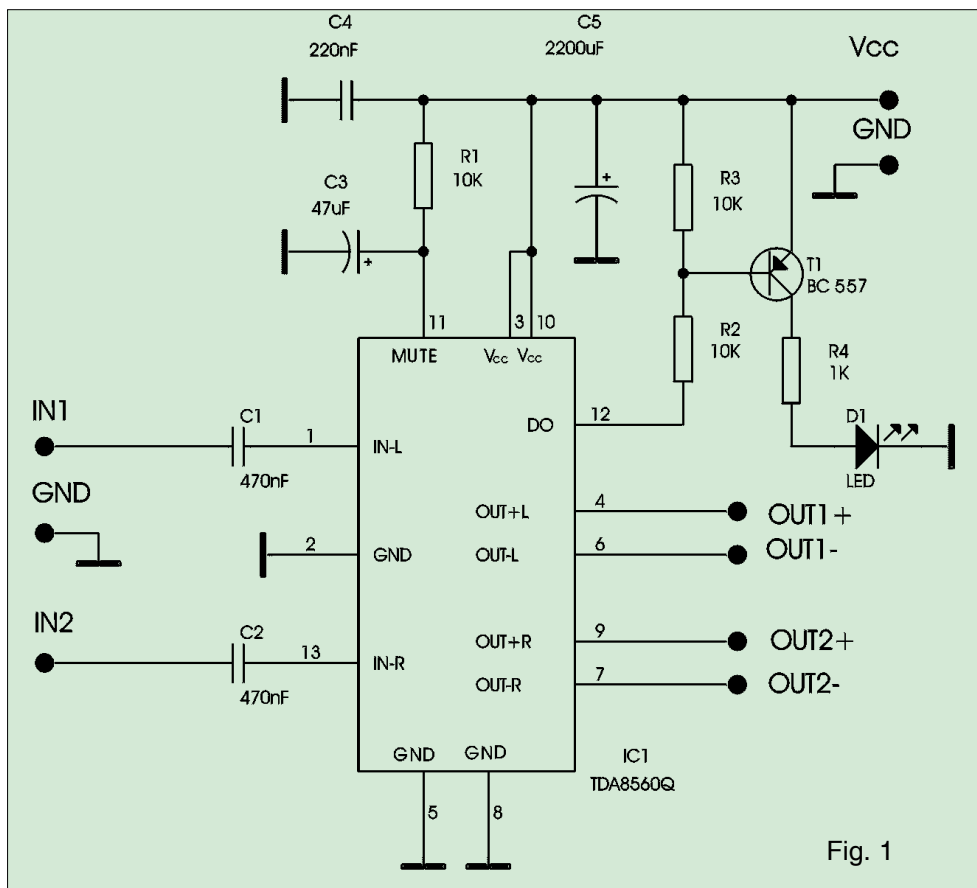 C4
220nF
C5
2200uF
Vcc
GND
R1
10K
C3
47uF
+
+
R3
10K
T1
BC 557
11
3 10
MUTE
Vcc Vcc
R2
10K
R4
1K
IN1
C1
1
IN-L
470nF
DO
12
D1
LED
GND
2
GND
OUT+L
4
OUT1+
OUT-L
6
OUT1-
IN2
C2
13
IN-R
470nF
OUT+R
9
OUT2+
OUT-R
7
OUT2-
GND
GND
IC1
TDA8560Q
5
8
Fig. 1